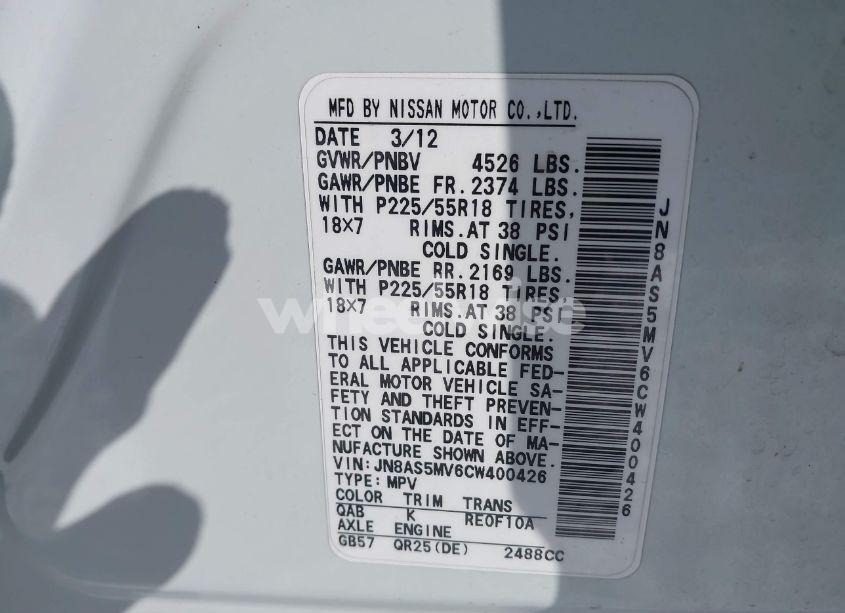 MFD BY NISSAN MOTOR CO.,LTD.
DATE 3/12
GVWR/PNBV 4526 LBS.
GAWR/PNBE FR. 2374 LBS.
WITH P225/55R18 TIRES,
18×7 RIMS.AT 38 PSI
COLD SINGLE.
GAWR/PNBE RR. 2169 LBS.
WITH P225/55R18 TIRES,
18×7 RIMS.AT 38 PSI
COLD SINGLE.
THIS VEHICLE CONFORMS
TO ALL APPLICABLE FED-
ERAL MOTOR VEHICLE SA-
FETY AND THEFT PREVEN-
TION STANDARDS IN EFF-
ECT ON THE DATE OF MA-
NUFACTURE SHOWN ABOVE.
VIN:JN8AS5MV6CW400426
TYPE:MPV
COLOR TRIM TRANS
QAB K RE0F10A
AXLE ENGINE
GB57 QR25(DE) 2488CC
JN8AS5MV6CW400426
wheelwise